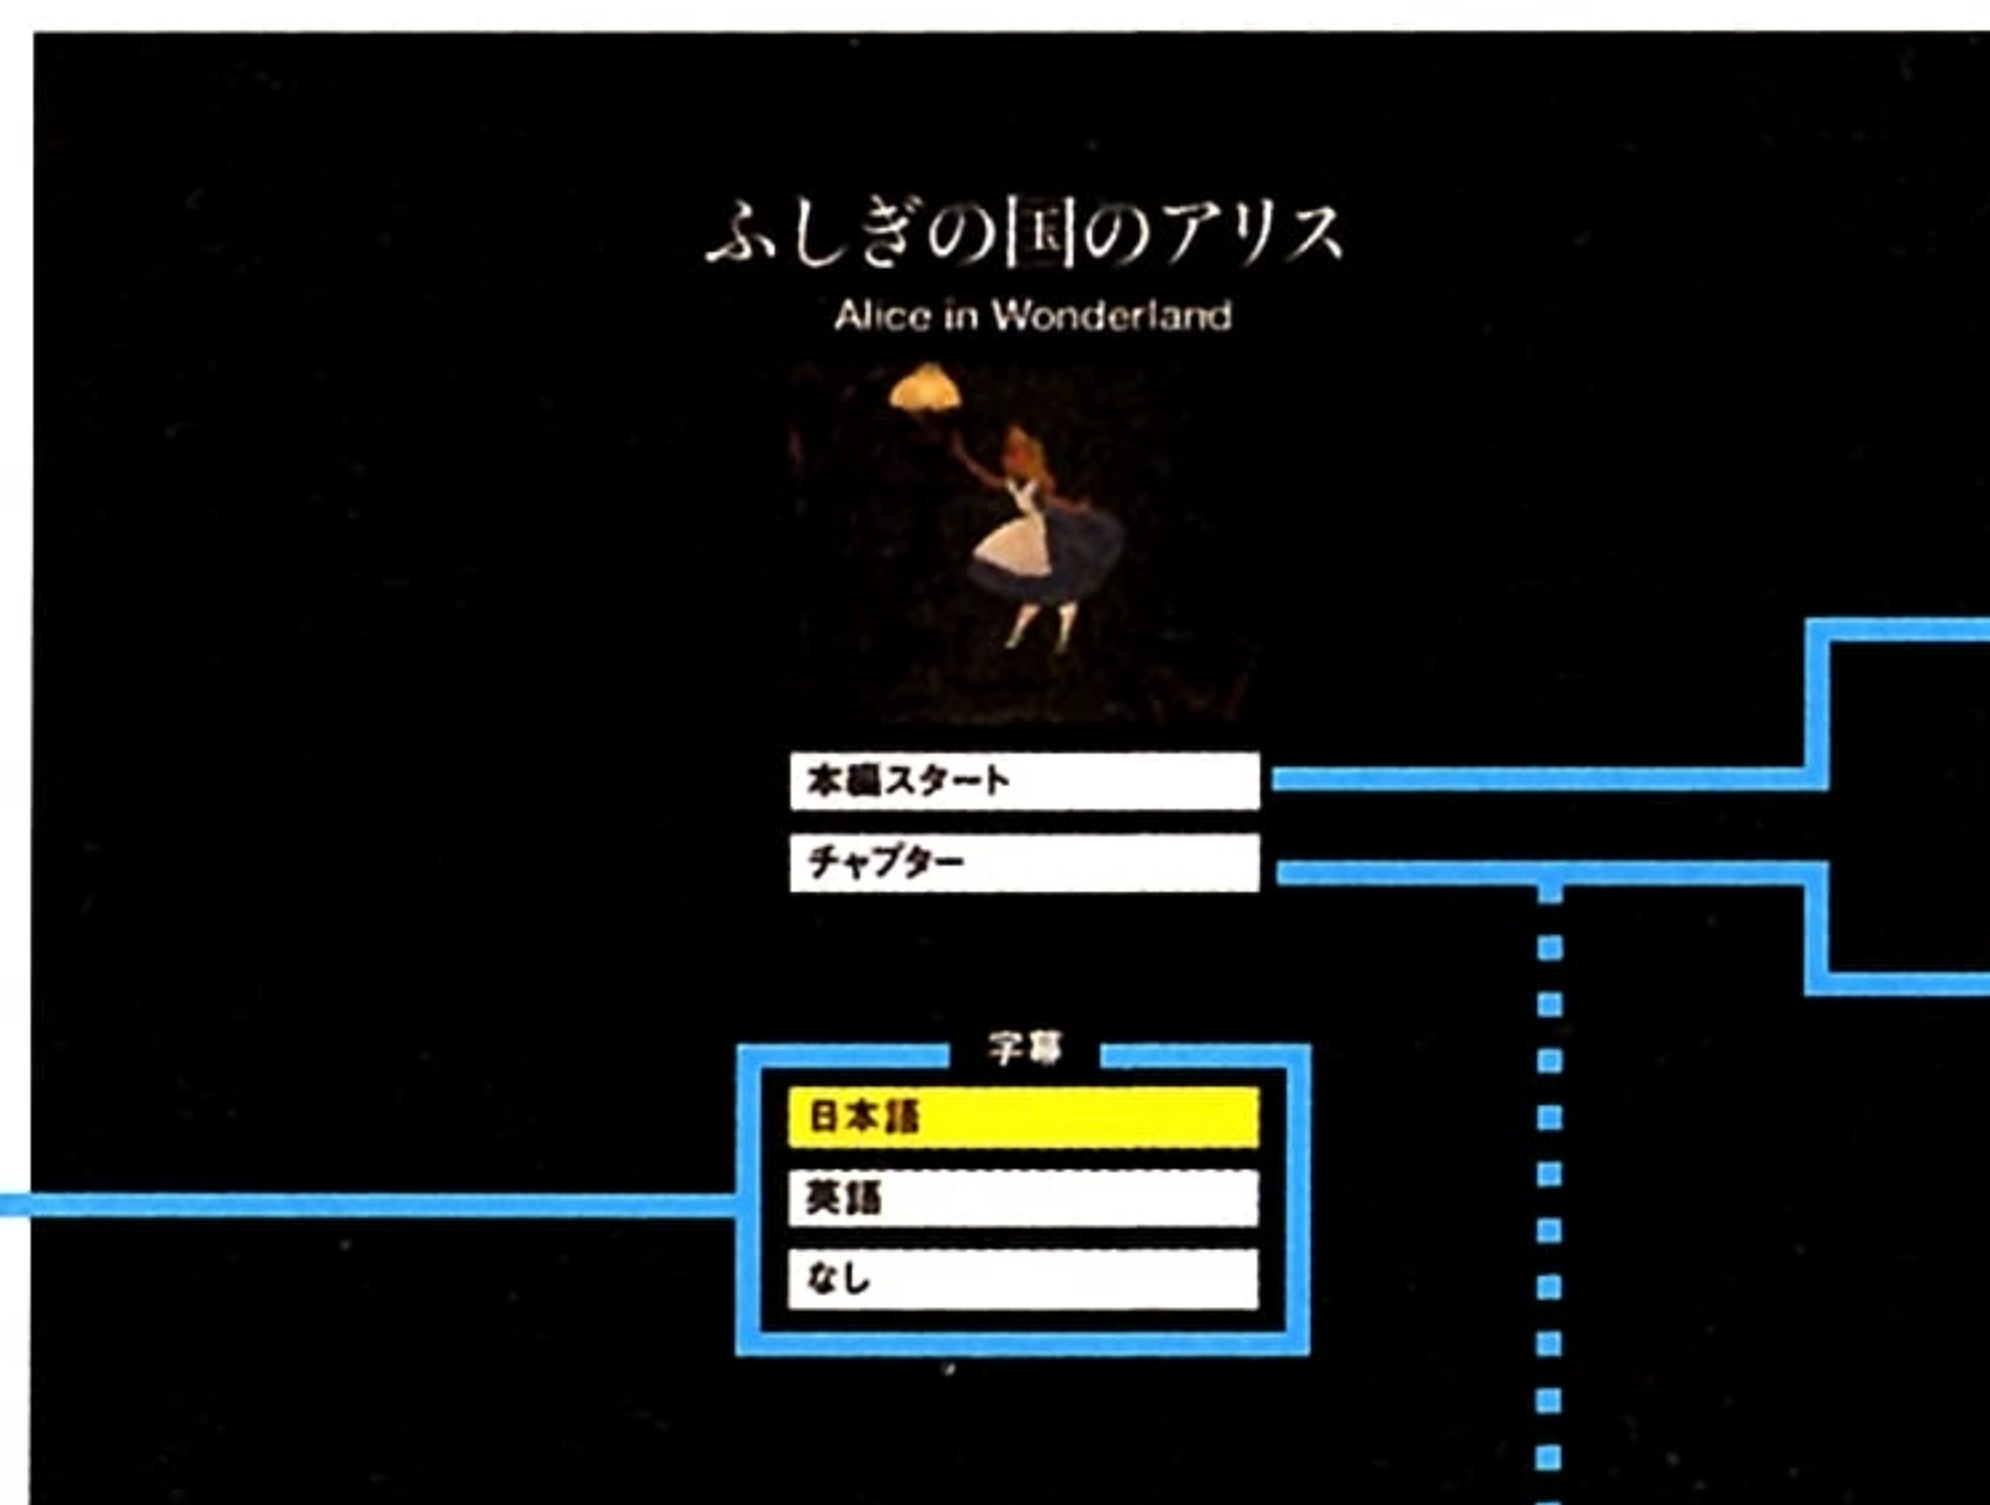 ふしぎの国のアリス
Alice in Wonderland
本編スタート
チャプター
字幕
日本語
英語
なし